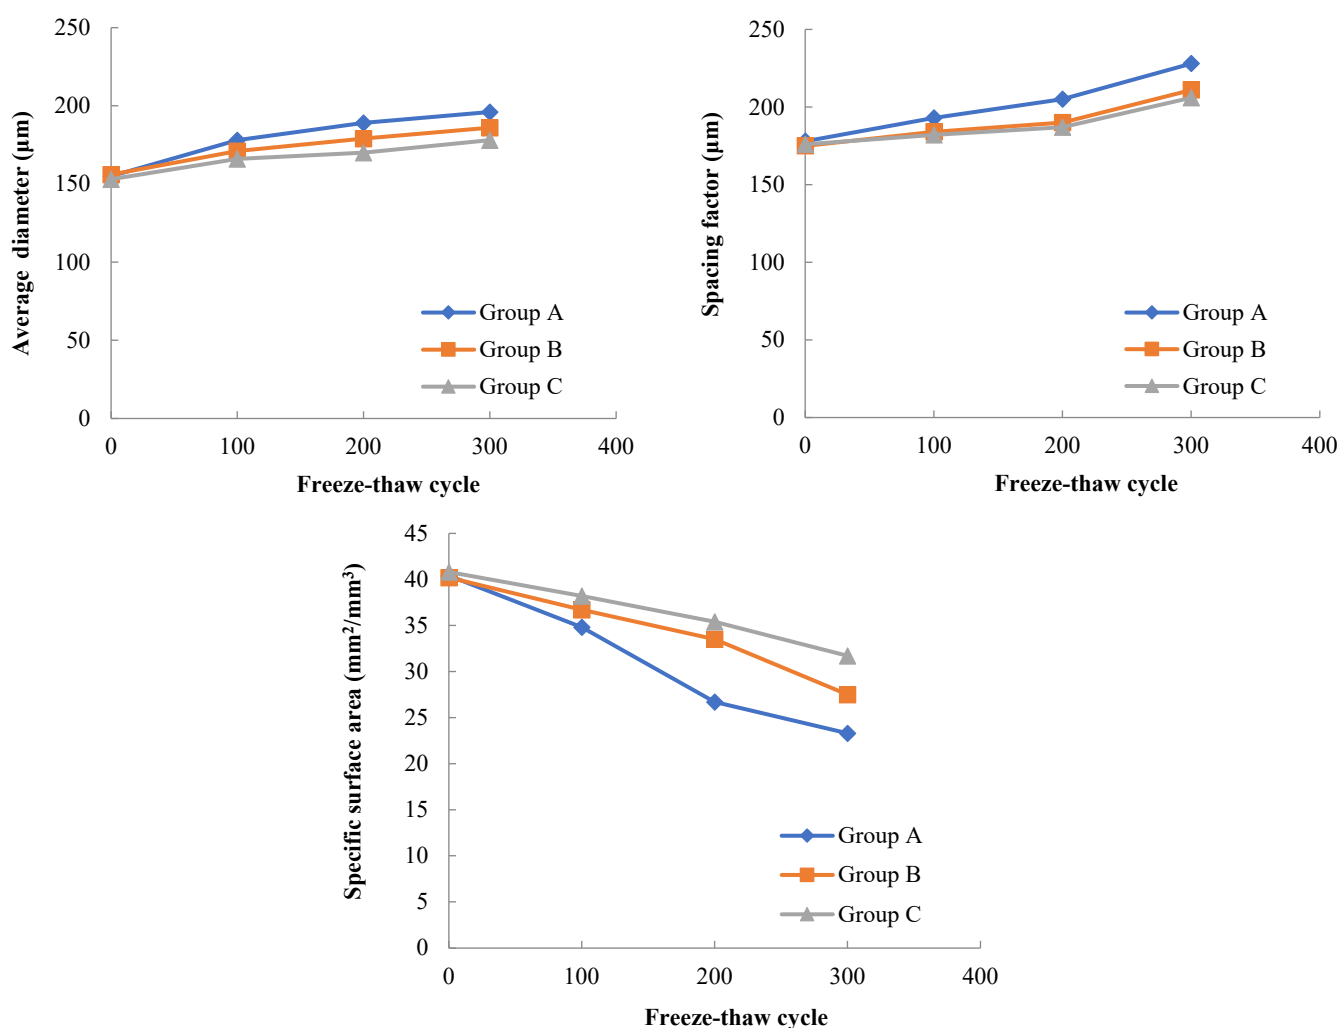 250
200
150
100
50
0
Average diameter (μm)
Group A
Group B
Group C
0 100 200 300 400
Freeze-thaw cycle
250
200
150
100
50
0
Spacing factor (μm)
Group A
Group B
Group C
0 100 200 300 400
Freeze-thaw cycle
45
40
35
30
25
20
15
10
5
0
Specific surface area (mm²/mm³)
Group A
Group B
Group C
0 100 200 300 400
Freeze-thaw cycle